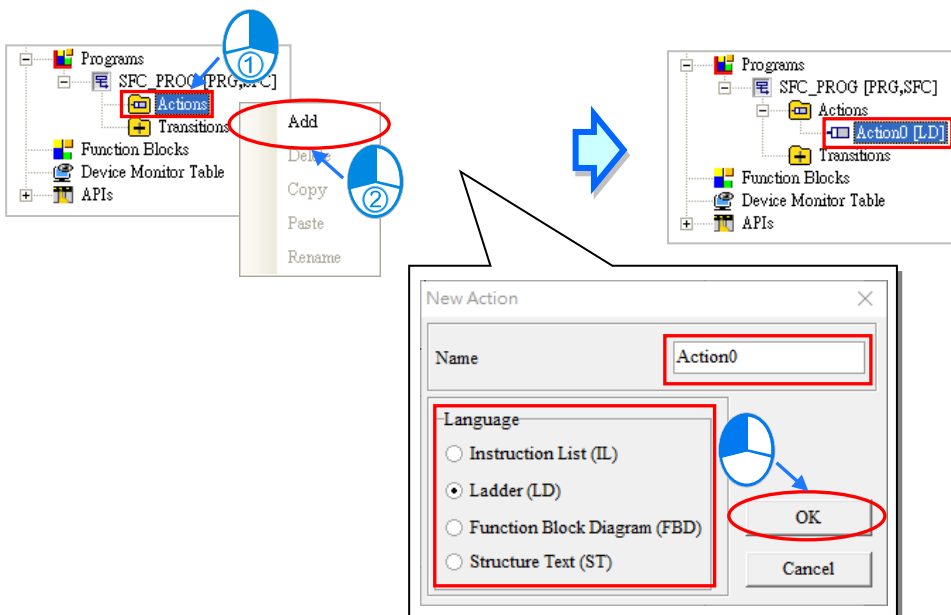 Programs
SFC_PROG [PRG,SFC]
Actions
Transitions
Function Blocks
Device Monitor Table
APIs
①
Add
Delete
Copy
Paste
Rename
②
Programs
SFC_PROG [PRG,SFC]
Actions
Action0 [LD]
Transitions
Function Blocks
Device Monitor Table
APIs
New Action
Name
Action0
Language
Instruction List (IL)
Ladder (LD)
Function Block Diagram (FBD)
Structure Text (ST)
OK
Cancel